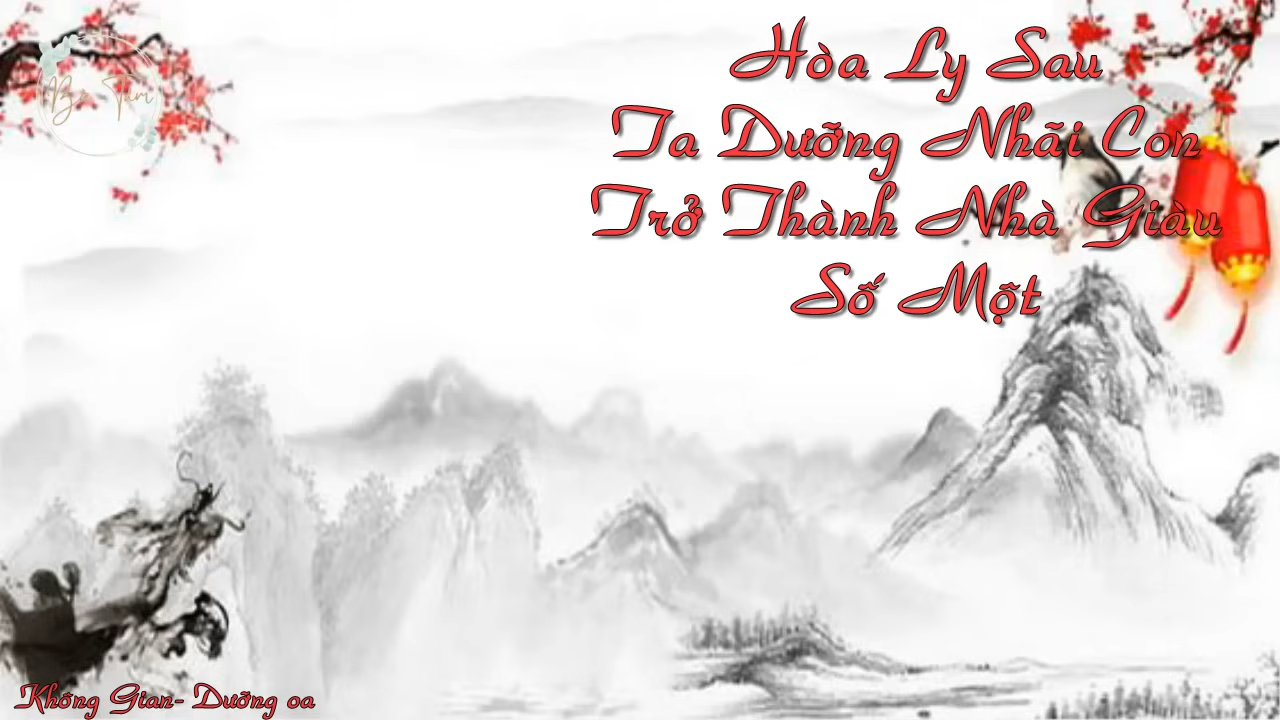 Hòa Ly Sau
Ta Dưỡng Nhãi Con
Trở Thành Nhà Giàu
Số Một
Không Gian- Dưỡng oa